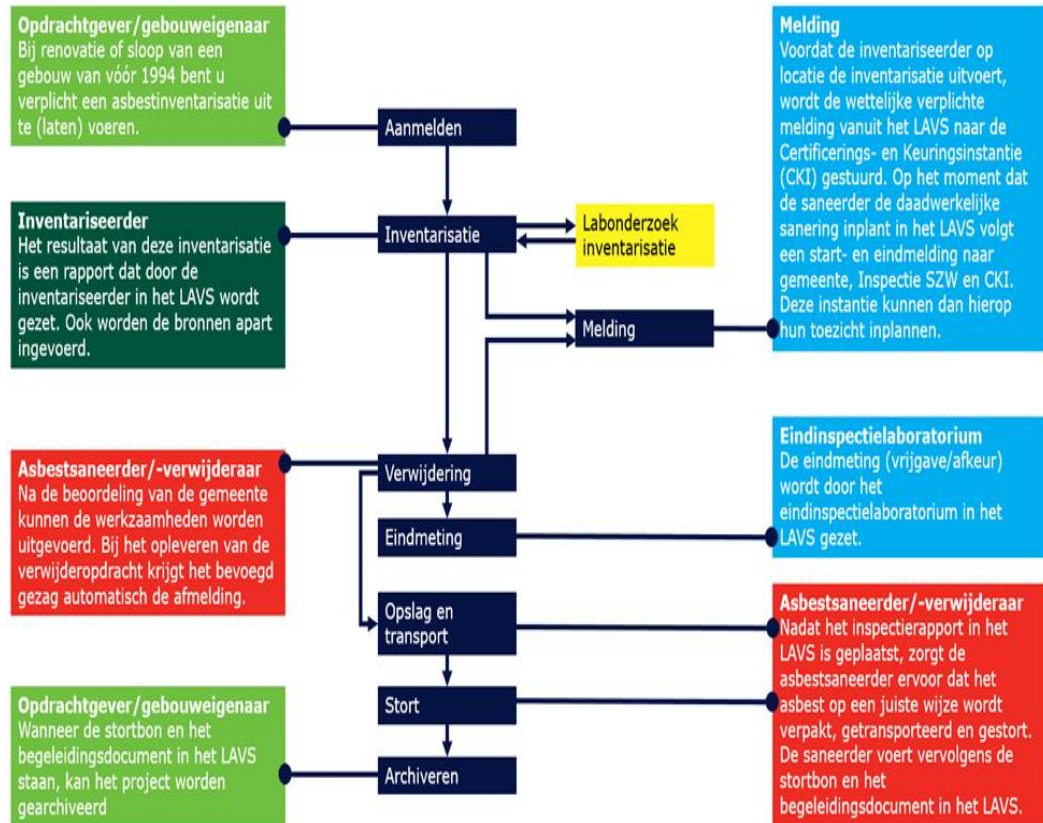 Opdrachtgever/gebouweigenaar
Bij renovatie of sloop van een
gebouw van vóór 1994 bent u
verplicht een asbestinventarisatie uit
te (laten) voeren.
Aanmelden
Melding
Voordat de inventariseerder op
locatie de inventarisatie uitvoert,
wordt de wettelijke verplichte
melding vanuit het LAVS naar de
Certificerings- en Keuringsinstantie
(CKI) gestuurd. Op het moment dat
de saneerder de daadwerkelijke
sanering inplant in het LAVS volgt
een start- en eindmelding naar
gemeente, Inspectie SZW en CKI.
Deze instantie kunnen dan hierop
hun toezicht inplannen.
Inventariseerder
Het resultaat van deze inventarisatie
is een rapport dat door de
inventariseerder in het LAVS wordt
gezet. Ook worden de bronnen apart
ingevoerd.
Inventarisatie
Labonderzoek
inventarisatie
Melding
Asbestsaneerder/-verwijderaar
Na de beoordeling van de gemeente
kunnen de werkzaamheden worden
uitgevoerd. Bij het opleveren van de
verwijderopdracht krijgt het bevoegd
gezag automatisch de afmelding.
Verwijdering
Eindmeting
Eindinspectielaboratorium
De eindmeting (vrijgave/afkeur)
wordt door het
eindinspectielaboratorium in het
LAVS gezet.
Opslag en
transport
Stort
Asbestsaneerder/-verwijderaar
Nadat het inspectierapport in het
LAVS is geplaatst, zorgt de
asbestsaneerder ervoor dat het
asbest op een juiste wijze wordt
verpakt, getransporteerd en gestort.
De saneerder voert vervolgens de
stortbon en het
begeleidingsdocument in het LAVS.
Opdrachtgever/gebouweigenaar
Wanneer de stortbon en het
begeleidingsdocument in het LAVS
staan, kan het project worden
gearchiveerd
Archiveren